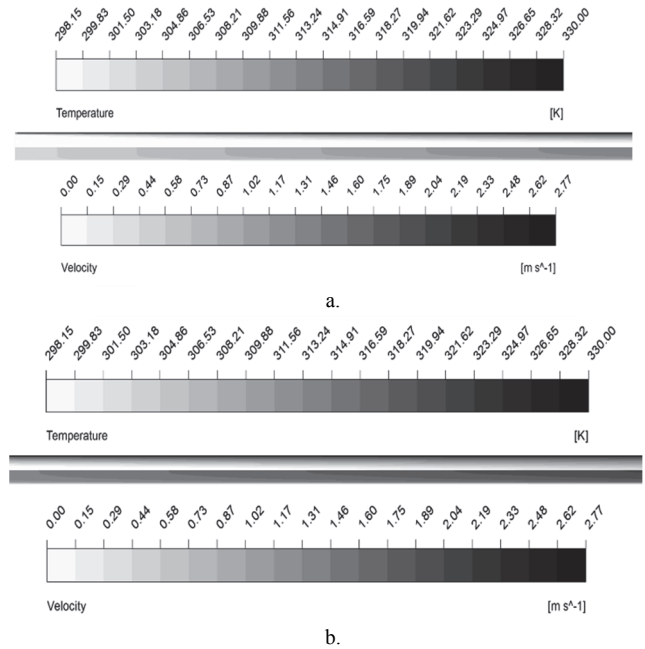 298.15 299.83 301.50 303.18 304.86 306.53 308.21 309.88 311.56 313.24 314.91 316.59 318.27 319.94 321.62 323.29 324.97 326.65 328.32 330.00
Temperature [K]
0.00 0.15 0.29 0.44 0.58 0.73 0.87 1.02 1.17 1.31 1.46 1.60 1.75 1.89 2.04 2.19 2.33 2.48 2.62 2.77
Velocity [m s^-1]
a.
298.15 299.83 301.50 303.18 304.86 306.53 308.21 309.88 311.56 313.24 314.91 316.59 318.27 319.94 321.62 323.29 324.97 326.65 328.32 330.00
Temperature [K]
0.00 0.15 0.29 0.44 0.58 0.73 0.87 1.02 1.17 1.31 1.46 1.60 1.75 1.89 2.04 2.19 2.33 2.48 2.62 2.77
Velocity [m s^-1]
b.